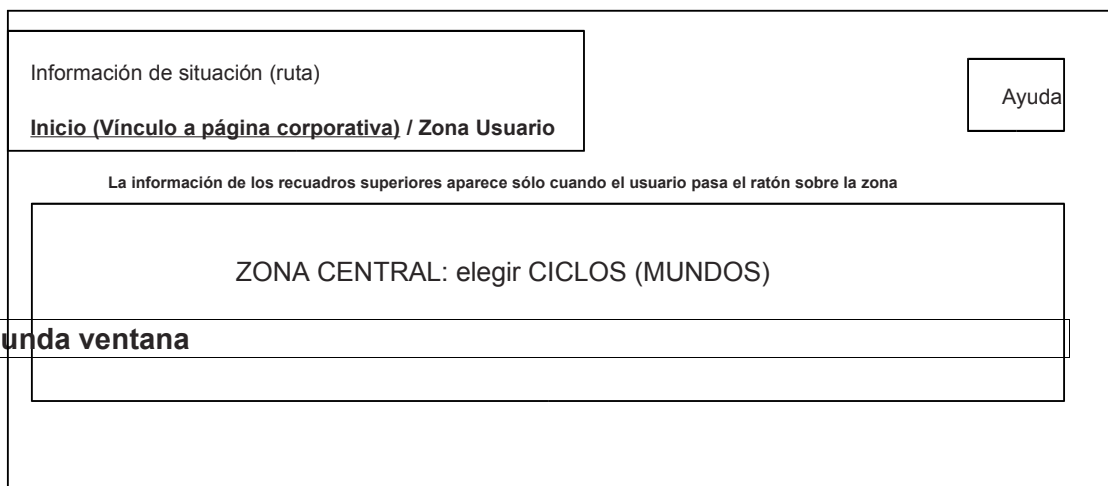 Información de situación (ruta)
Ayuda
Inicio (Vínculo a página corporativa) / Zona Usuario
La información de los recuadros superiores aparece sólo cuando el usuario pasa el ratón sobre la zona
ZONA CENTRAL: elegir CICLOS (MUNDOS)
unda ventana